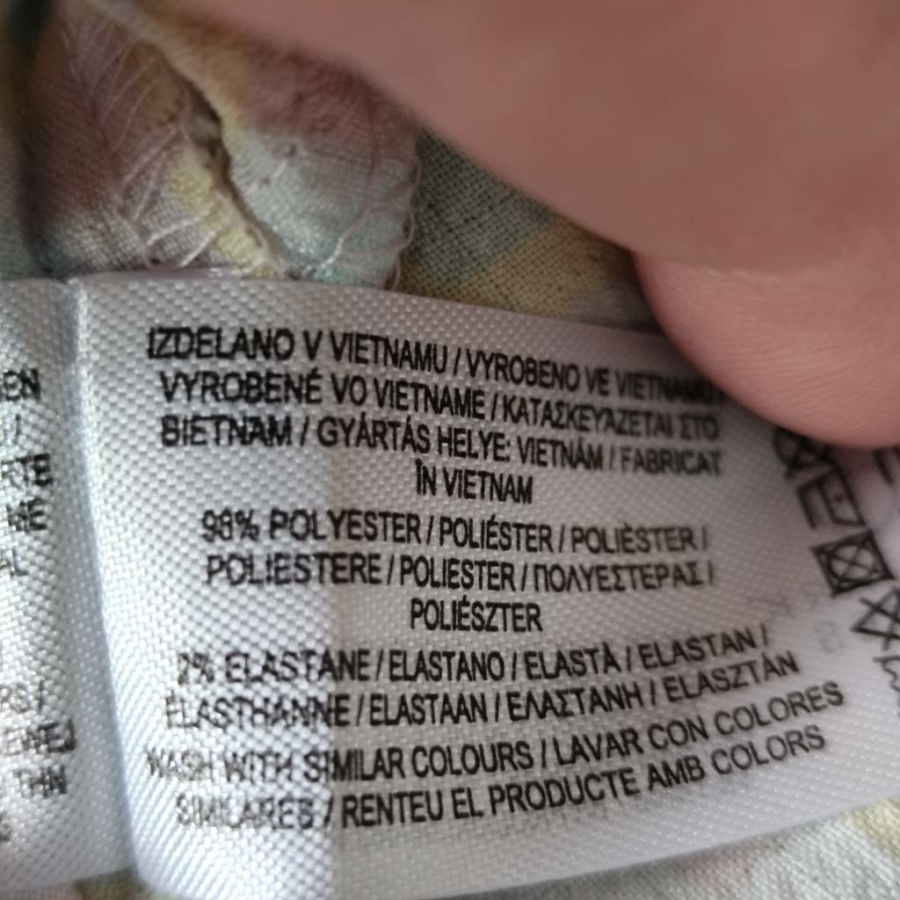 IZDELANO V VIETNAMU / VYROBENO VE VIETNAMU /
VYROBENÉ VO VIETNAME / ΚΑΤΑΣΚΕΥΑΖΕΤΑΙ ΣΤΟ
ΒΙΕΤΝΑΜ / GYÁRTÁS HELYE: VIETNÁM / FABRICAT
ÎN VIETNAM
98% POLYESTER / POLIÉSTER / POLIÈSTER /
POLIESTERE / POLIESTER / ΠΟΛΥΕΣΤΕΡΑΣ /
POLIÉSZTER
2% ELASTANE / ELASTANO / ELASTÀ / ELASTAN /
ÉLASTHANNE / ELASTAAN / ΕΛΑΣΤΑΝΗ / ELASZTÁN
WASH WITH SIMILAR COLOURS / LAVAR CON COLORES
SIMILARES / RENTEU EL PRODUCTE AMB COLORS